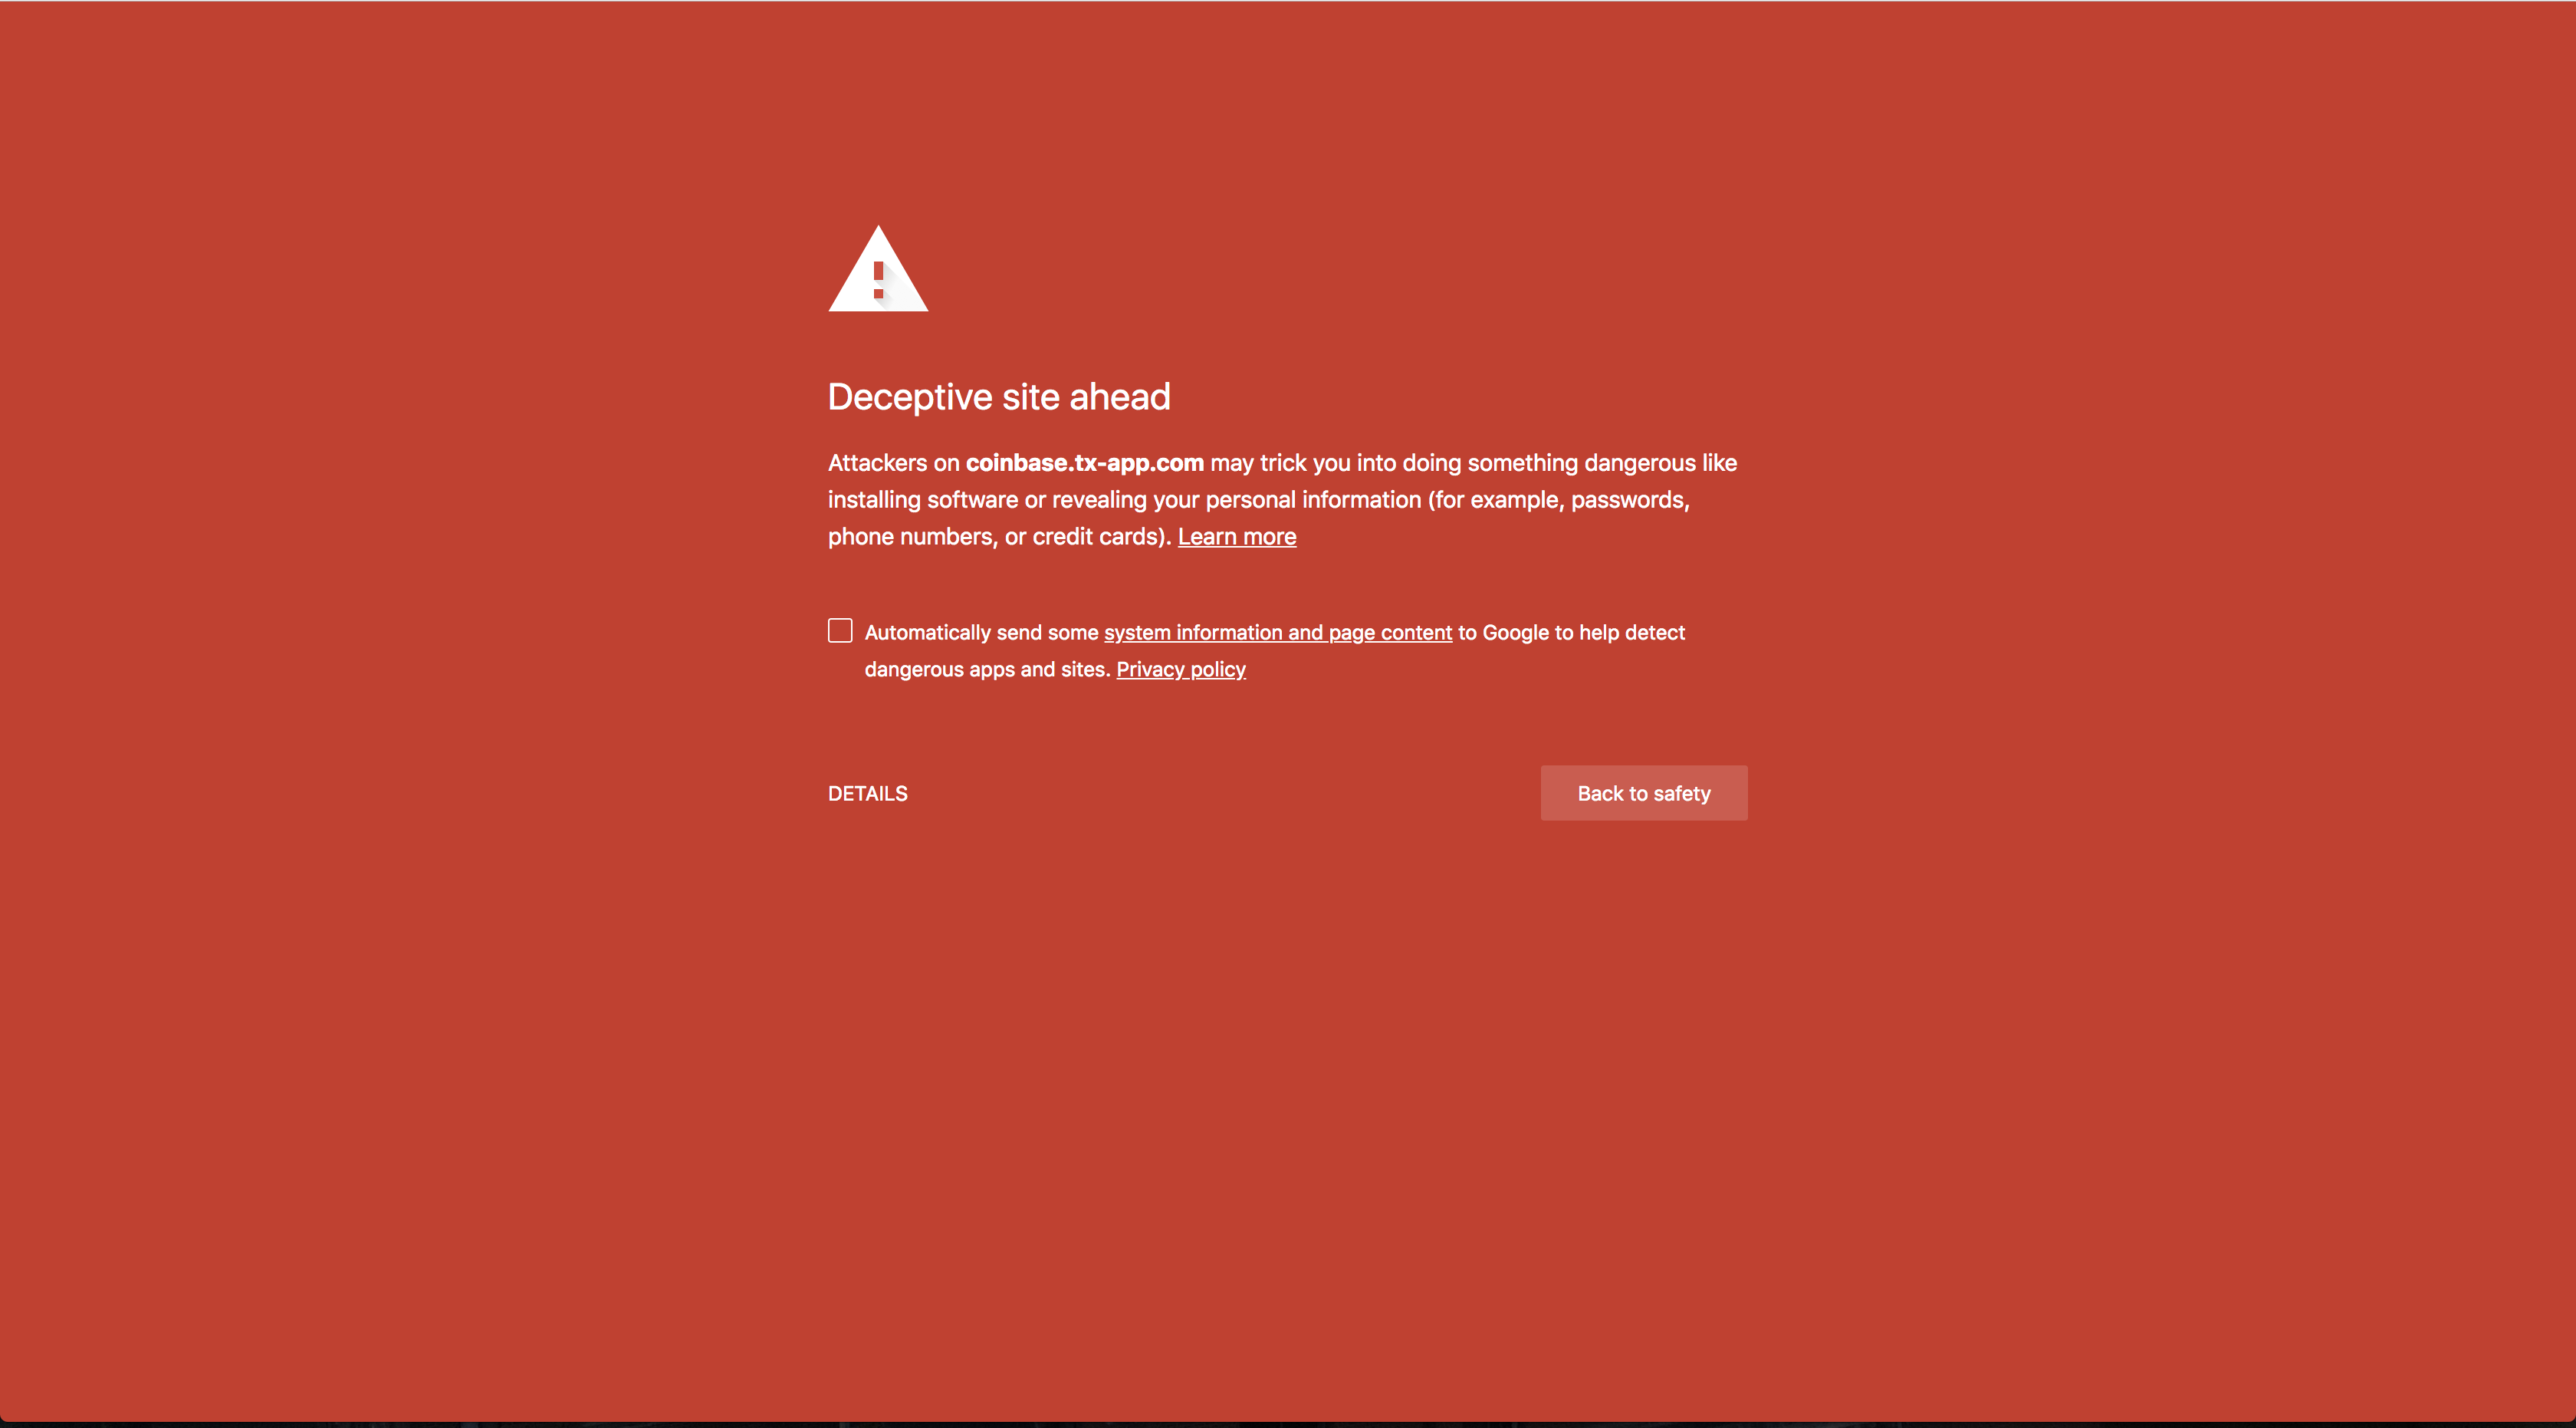 Deceptive site ahead
Attackers on coinbase.tx-app.com may trick you into doing something dangerous like
installing software or revealing your personal information (for example, passwords,
phone numbers, or credit cards). Learn more
Automatically send some system information and page content to Google to help detect
dangerous apps and sites. Privacy policy
DETAILS
Back to safety